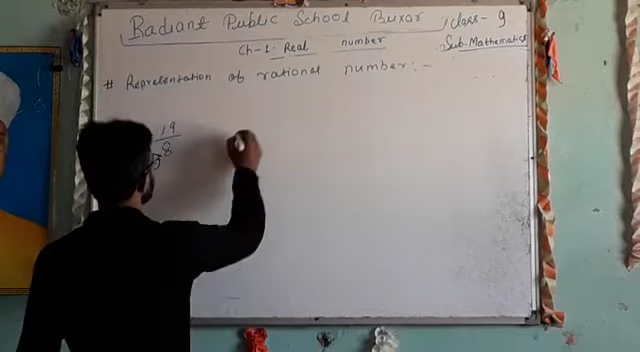 Radiant Public School Buxar, class-9
Ch-1. Real number
Sub-Mathematics
# Representation of rational number:-
19
8